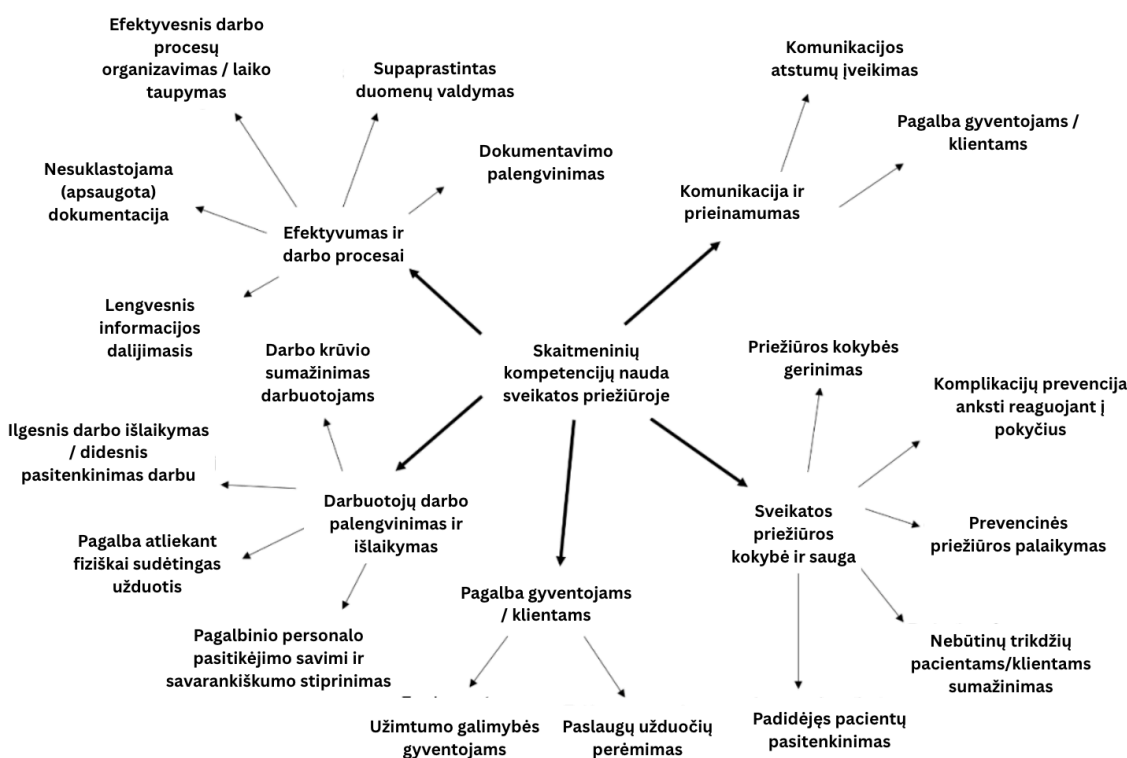 Efektyvesnis darbo
procesų
organizavimas / laiko
taupymas
Supaprastintas
duomenų valdymas
Dokumentavimo
palengvinimas
Nesuklastojama
(apsaugota)
dokumentacija
Efektyvumas ir
darbo procesai
Lengvesnis
informacijos
dalijimasis
Komunikacijos
atstumų įveikimas
Pagalba gyventojams /
klientams
Komunikacija ir
prieinamumas
Skaitmeninių
kompetencijų nauda
sveikatos priežiūroje
Darbo krūvio
sumažinimas
darbuotojams
Ilgesnis darbo išlaikymas
/ didesnis
pasitenkinimas darbu
Darbuotojų darbo
palengvinimas ir
išlaikymas
Pagalba atliekant
fiziškai sudėtingas
užduotis
Pagalbinio personalo
pasitikėjimo savimi ir
savarankiškumo stiprinimas
Pagalba gyventojams
/ klientams
Užimtumo galimybės
gyventojams
Paslaugų užduočių
perėmimas
Priežiūros kokybės
gerinimas
Komplikacijų prevencija
anksti reaguojant į
pokyčius
Sveikatos
priežiūros
kokybė ir sauga
Prevencinės
priežiūros palaikymas
Nebūtinų trikdžių
pacientams/klientams
sumažinimas
Padidėjęs pacientų
pasitenkinimas